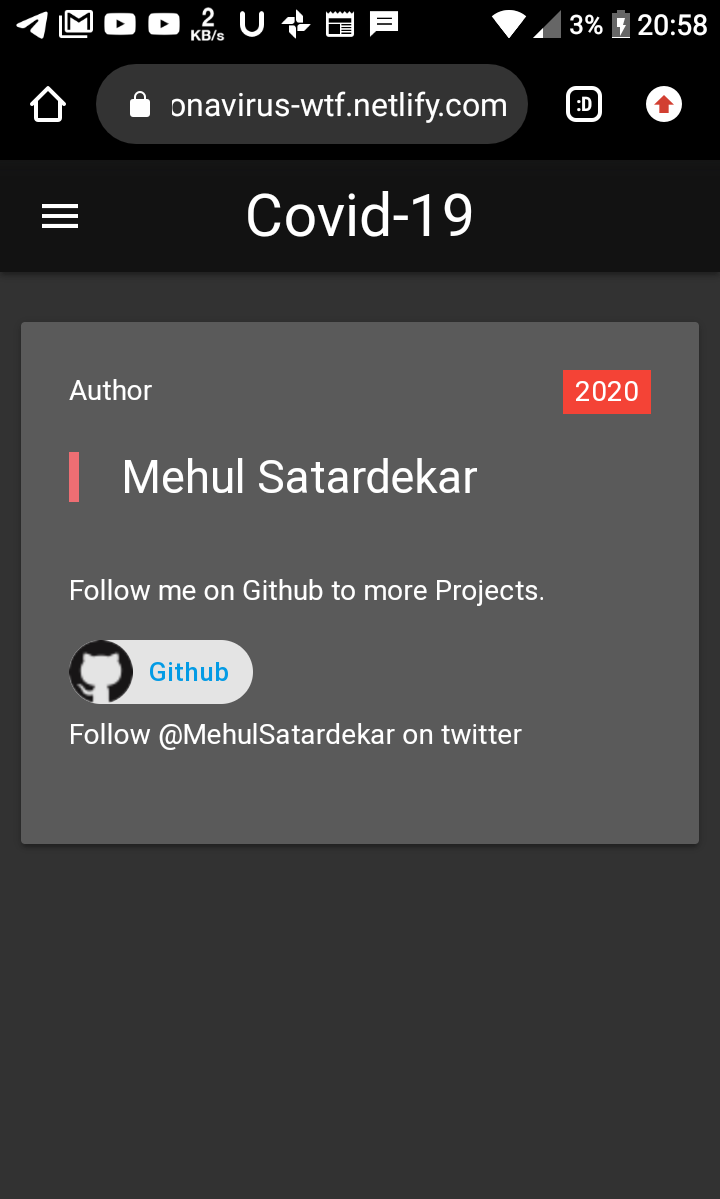 2
KB/s
3%
20:58
onavirus-wtf.netlify.com
:D
Covid-19
Author
2020
Mehul Satardekar
Follow me on Github to more Projects.
Github
Follow @MehulSatardekar on twitter